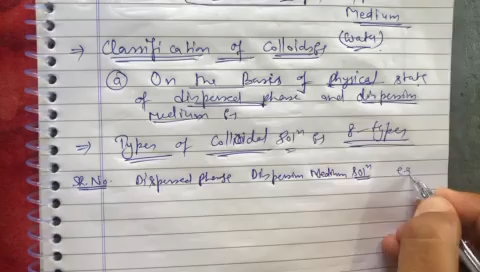 Medium
(Water)
⇒ Classification of Colloids:
(a) On the basis of physical state
of dispersed phase and dispersion
Medium :
⇒ Types of Colloidal Solⁿ : 8-types
Sr.No. Dispersed phase Dispersion Medium Solⁿ eg